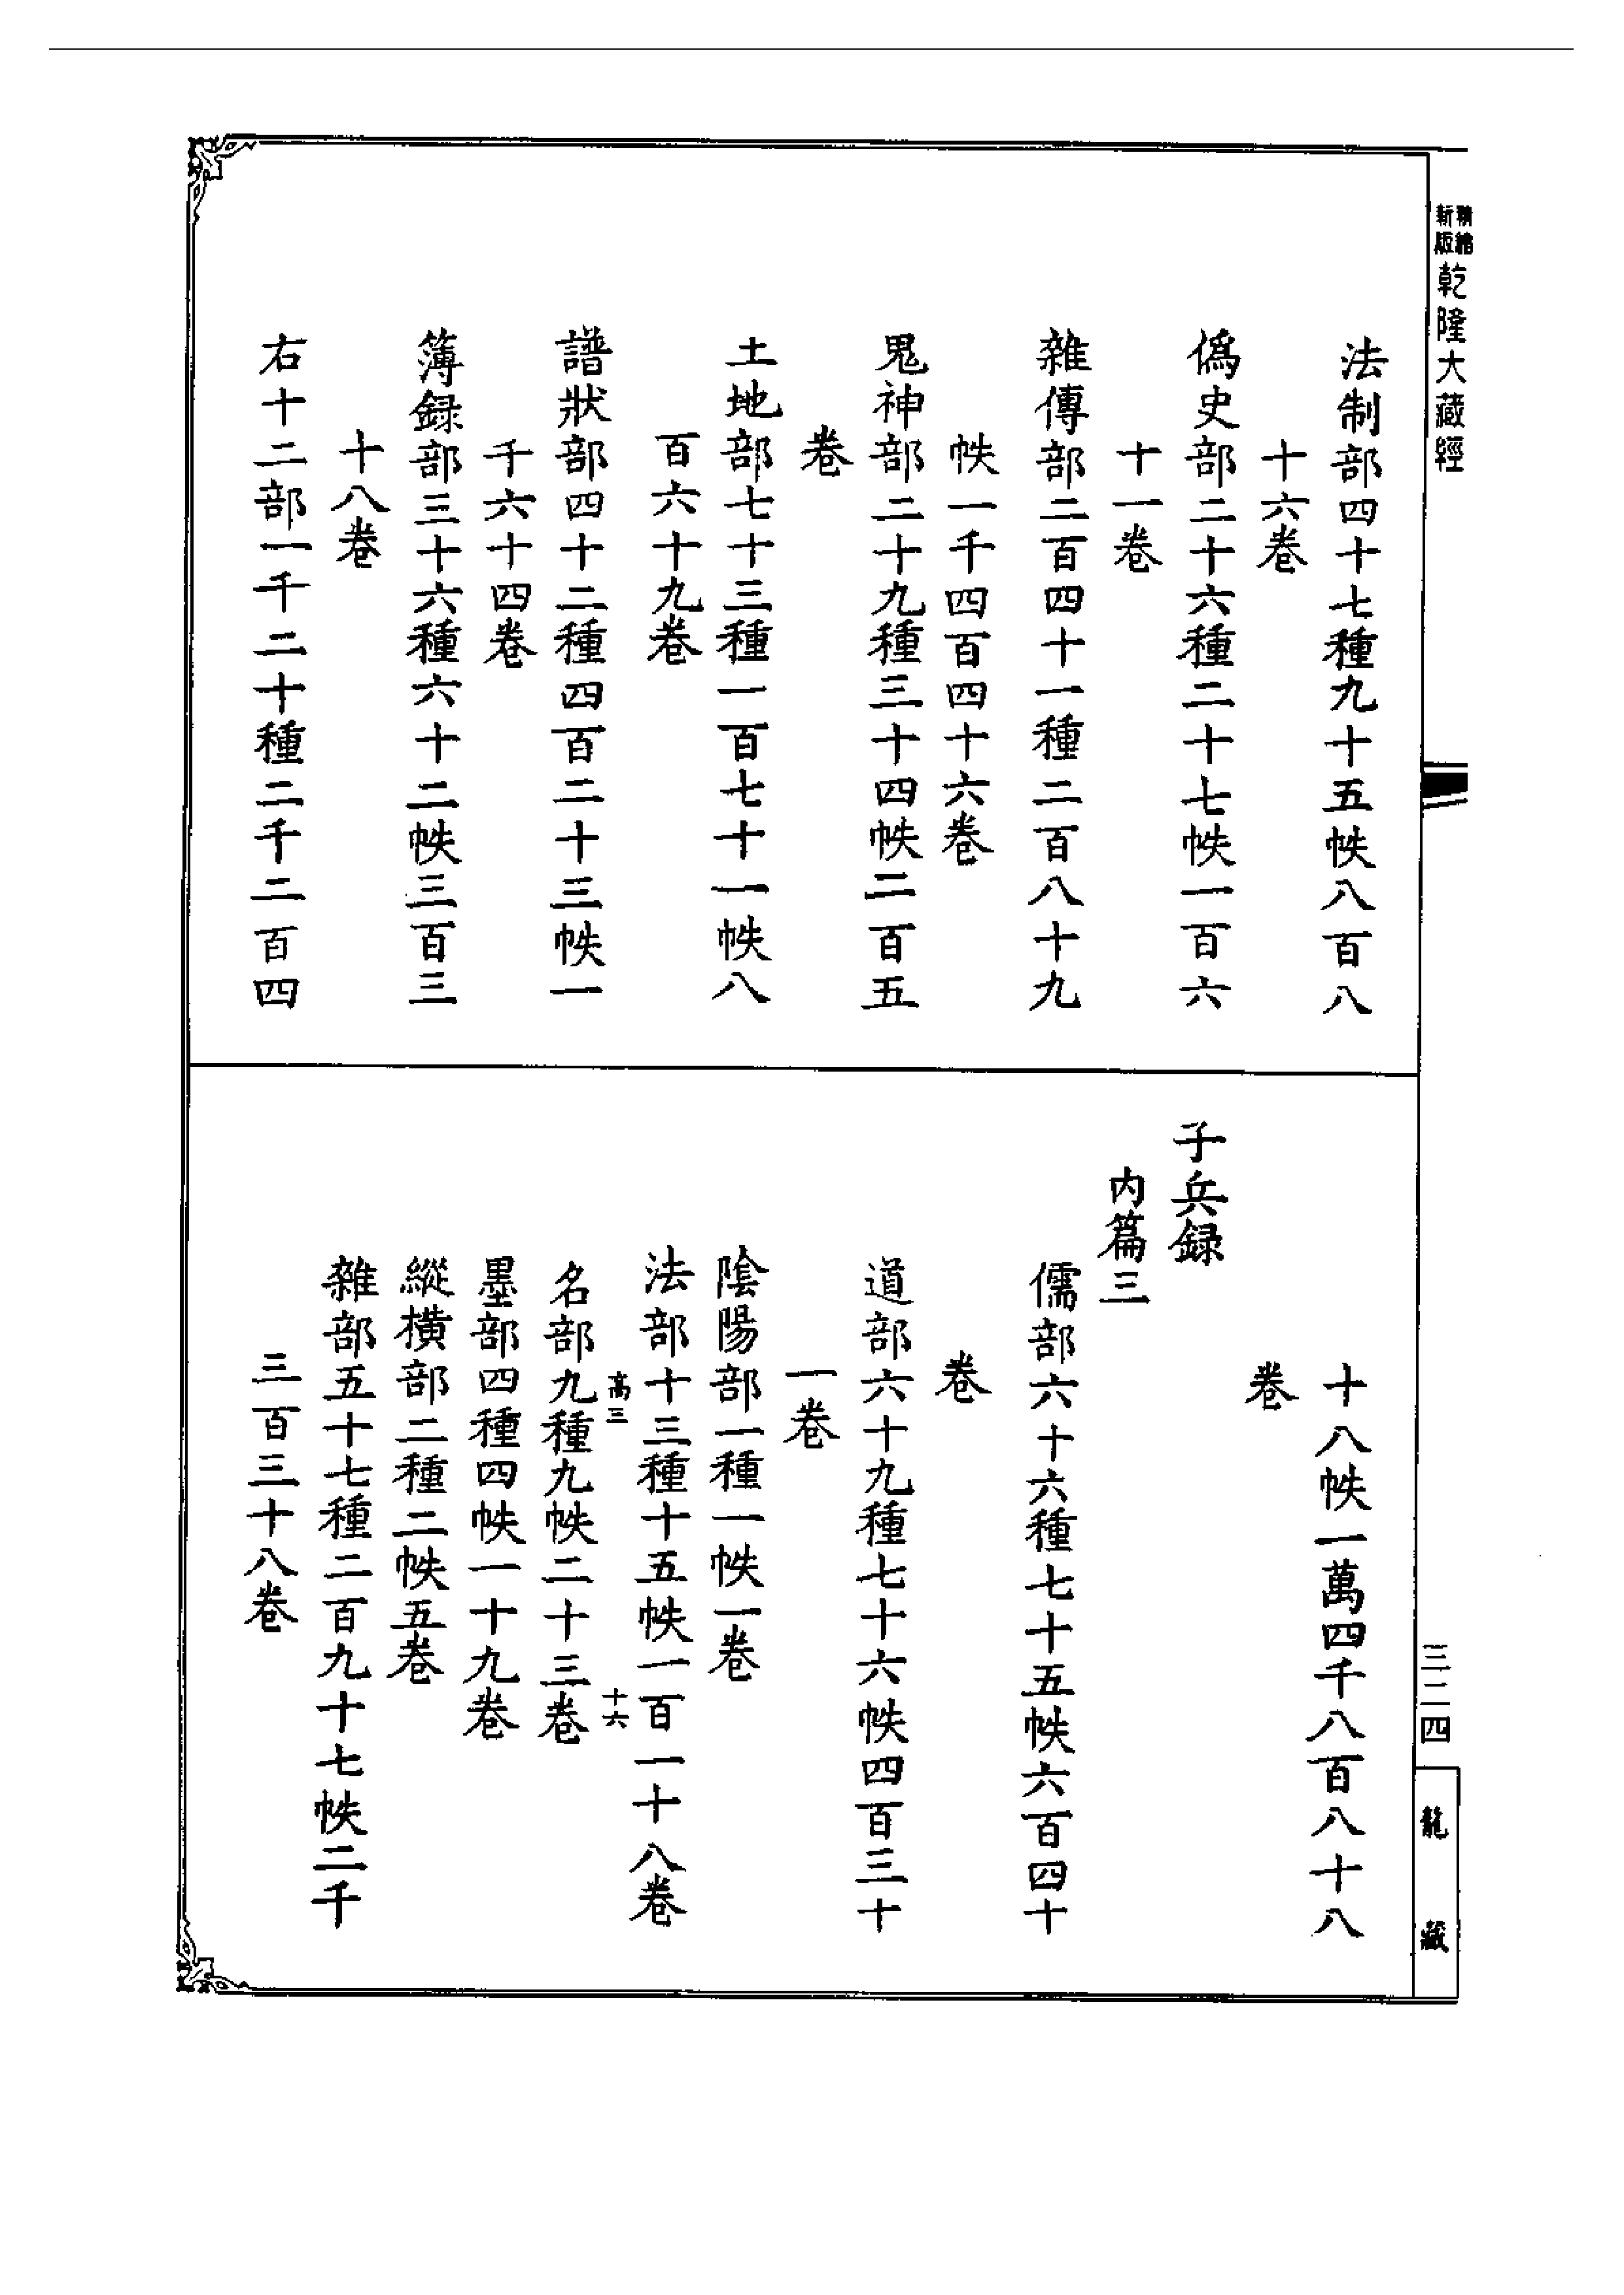 精繕
新版
乾隆大藏經
法制部四十七種九十五帙八百八
十六卷
偽史部二十六種二十七帙一百六
十一卷
雜傳部二百四十一種二百八十九
帙一千四百四十六卷
鬼神部二十九種三十四帙二百五
卷
土地部七十三種一百七十一帙八
百六十九卷
譜狀部四十二種四百二十三帙一
千六十四卷
簿録部三十六種六十二帙三百三
十八卷
右十二部一千二十種二千二百四
十八帙一萬四千八百八十八
卷
子兵録
内篇三
儒部六十六種七十五帙六百四十
卷
道部六十九種七十六帙四百三十
一卷
陰陽部一種一帙一卷
法部十三種十五帙一百一十八卷
高三
十六
名部九種九帙二十三卷
墨部四種四帙一十九卷
縱橫部二種二帙五卷
雜部五十七種二百九十七帙二千
三百三十八卷
三二四
龍藏